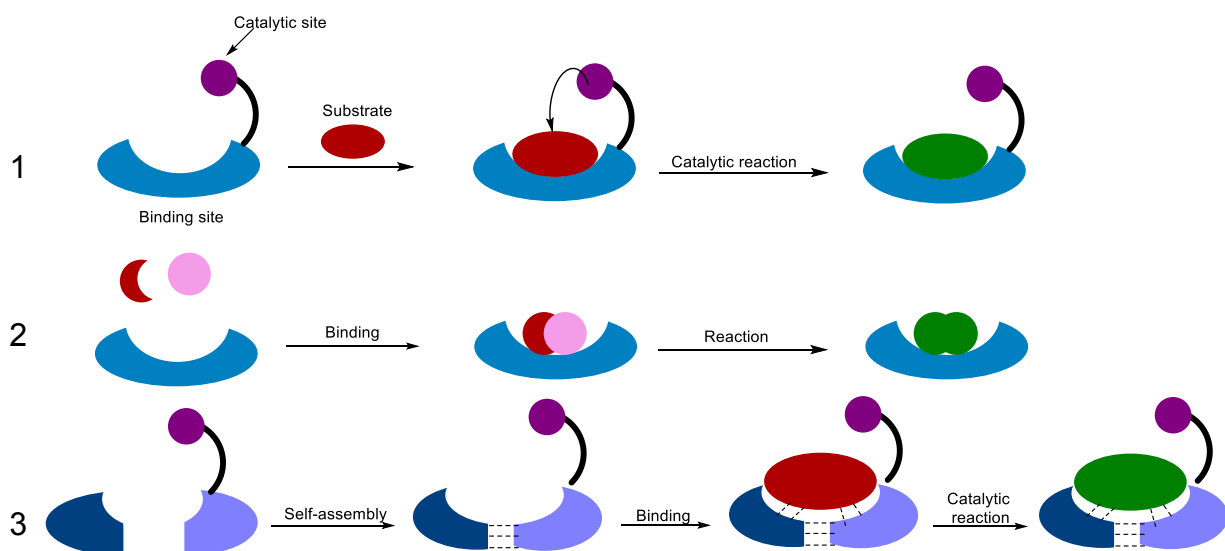 Catalytic site
Substrate
1
Catalytic reaction
Binding site
2
Binding
Reaction
3
Self-assembly
Binding
Catalytic
reaction